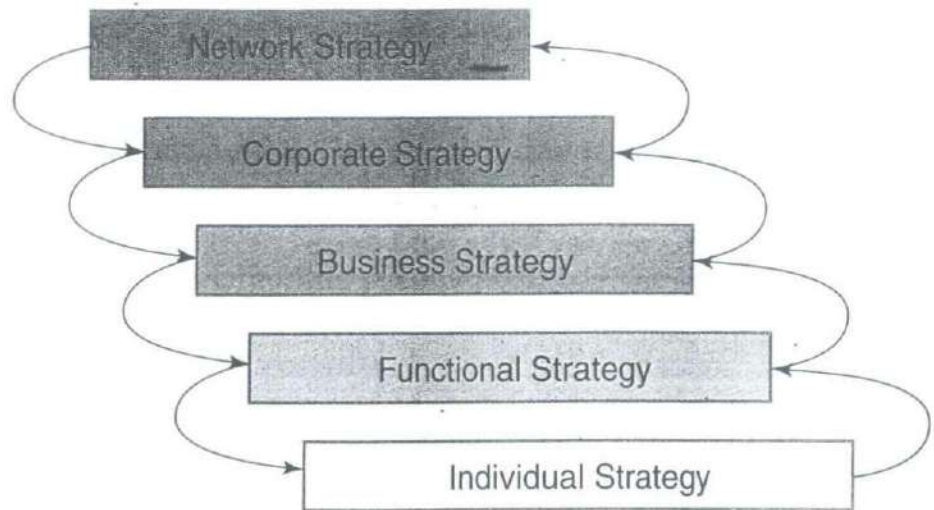 Network Strategy
Corporate Strategy
Business Strategy
Functional Strategy
Individual Strategy